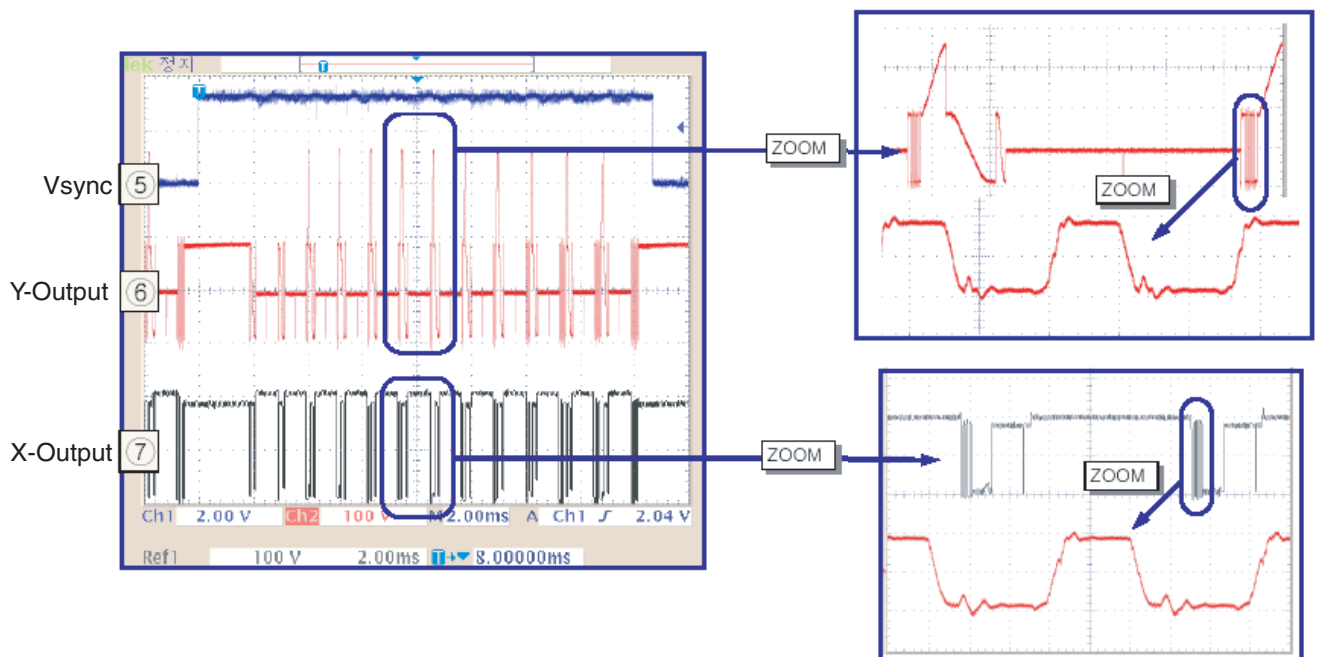 lek 정지
T
T
Vsync ⑤
Y-Output ⑥
X-Output ⑦
Ch1 2.00 V Ch2 100 V M 2.00ms A Ch1 ƒ 2.04 V
Ref1 100 V 2.00ms T→▼ 8.00000ms
ZOOM
ZOOM
ZOOM
ZOOM